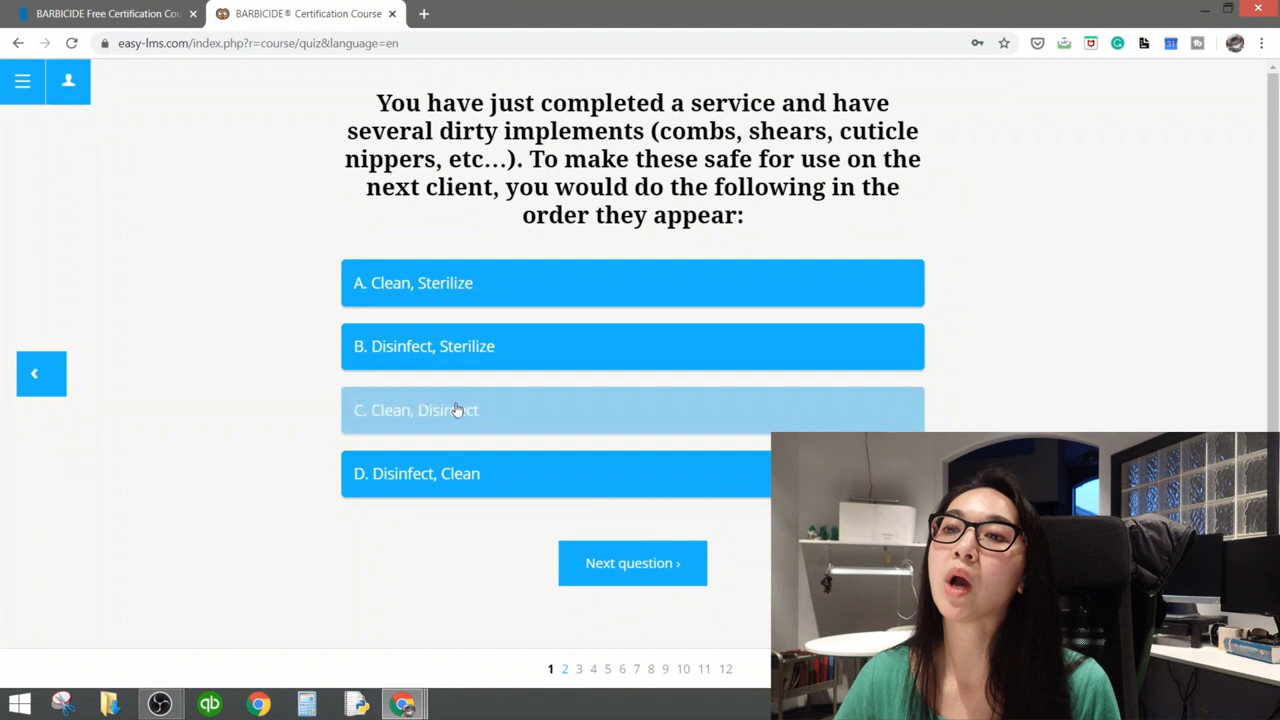 BARBICIDE Free Certification Cou
BARBICIDE® Certification Course
easy-lms.com/index.php?r=course/quiz&language=en
You have just completed a service and have
several dirty implements (combs, shears, cuticle
nippers, etc…). To make these safe for use on the
next client, you would do the following in the
order they appear:
A. Clean, Sterilize
B. Disinfect, Sterilize
C. Clean, Disinfect
D. Disinfect, Clean
Next question ›
1 2 3 4 5 6 7 8 9 10 11 12
31
qb